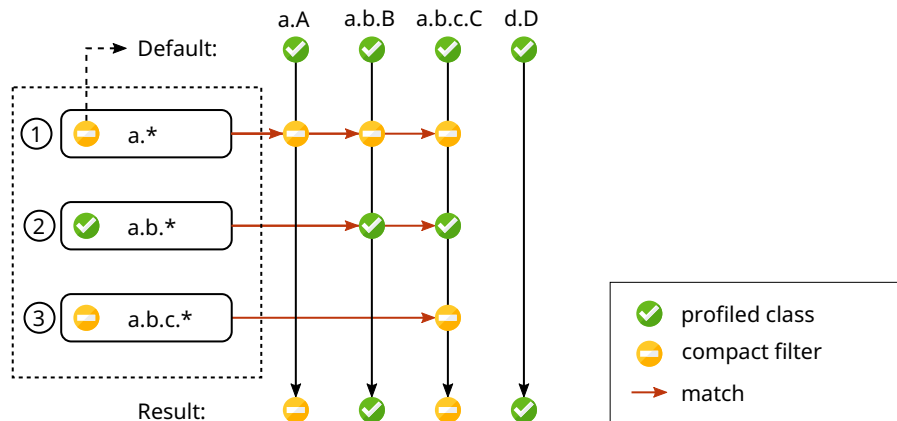 a.A a.b.B a.b.c.C d.D
Default:
1 a.*
2 a.b.*
3 a.b.c.*
Result:
profiled class
compact filter
match